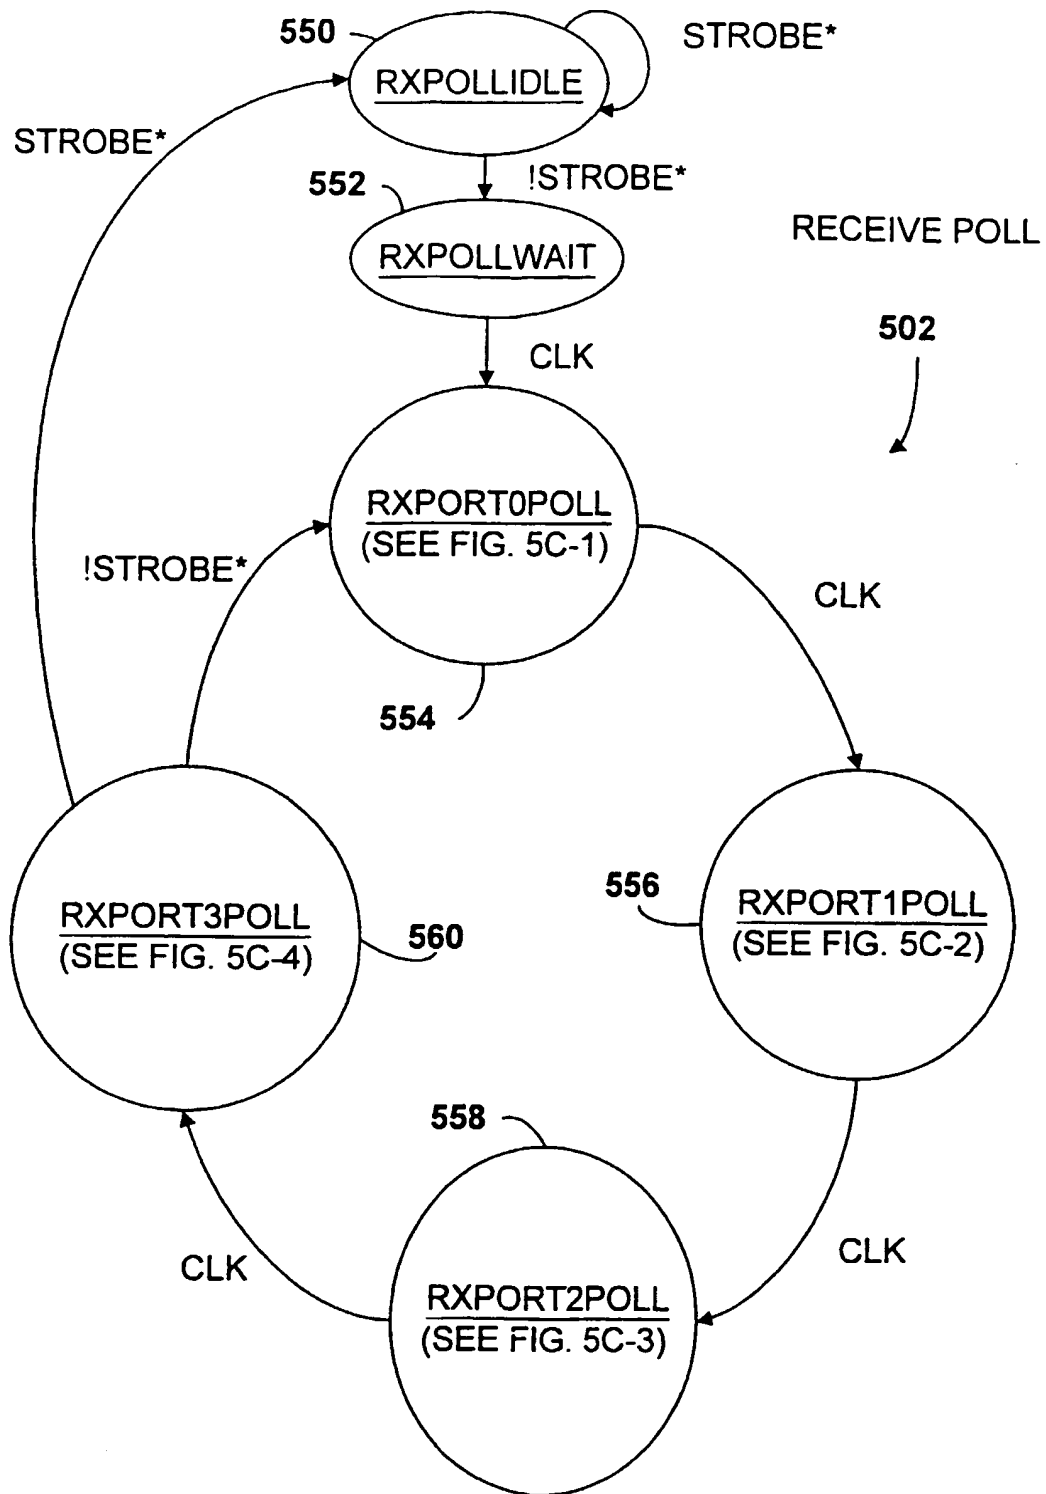 550
STROBE*
RXPOLLIDLE
STROBE*
552
!STROBE*
RXPOLLWAIT
RECEIVE POLL
502
CLK
RXPORT0POLL
(SEE FIG. 5C-1)
!STROBE*
CLK
554
556
RXPORT1POLL
(SEE FIG. 5C-2)
RXPORT3POLL
(SEE FIG. 5C-4)
560
558
CLK
CLK
RXPORT2POLL
(SEE FIG. 5C-3)